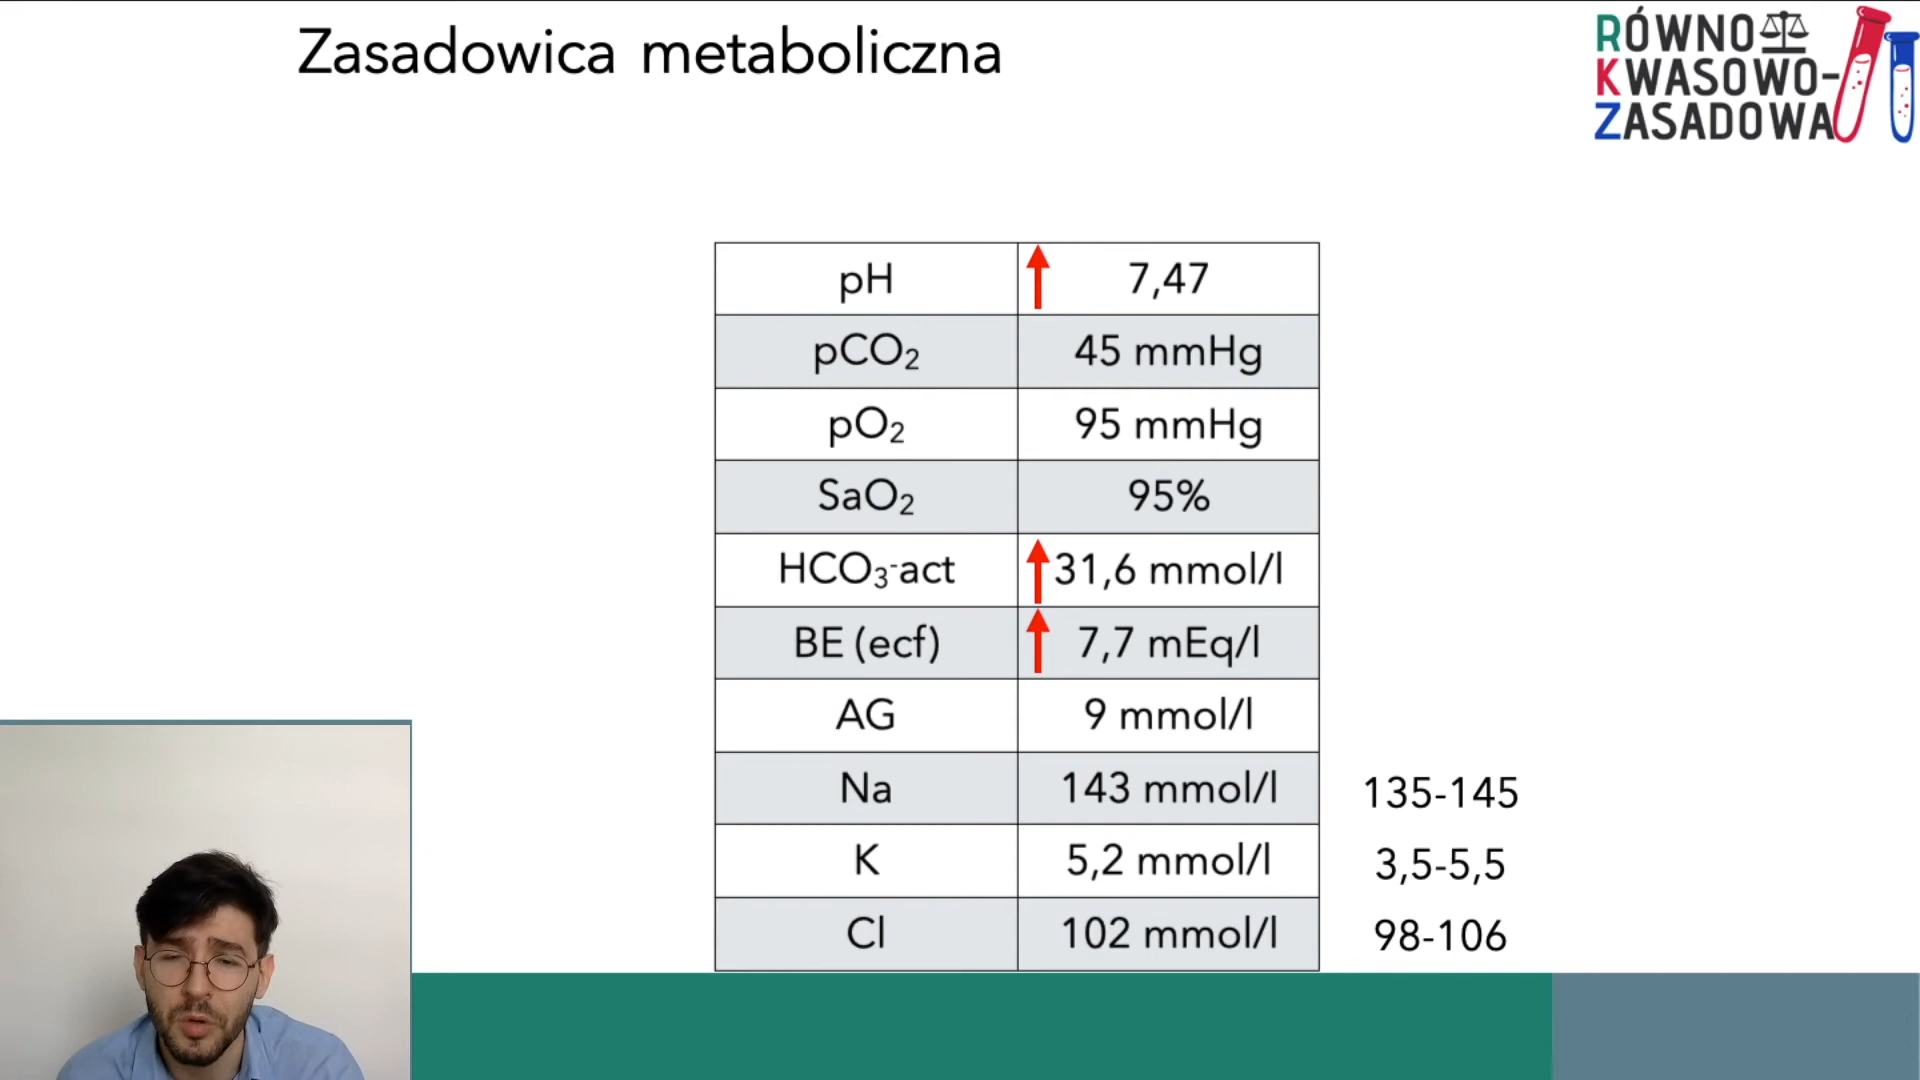 Zasadowica metaboliczna
RÓWNO
KWASOWO-
ZASADOWA
pH 7,47
pCO₂ 45 mmHg
pO₂ 95 mmHg
SaO₂ 95%
HCO₃⁻act 31,6 mmol/l
BE (ecf) 7,7 mEq/l
AG 9 mmol/l
Na 143 mmol/l 135-145
K 5,2 mmol/l 3,5-5,5
Cl 102 mmol/l 98-106